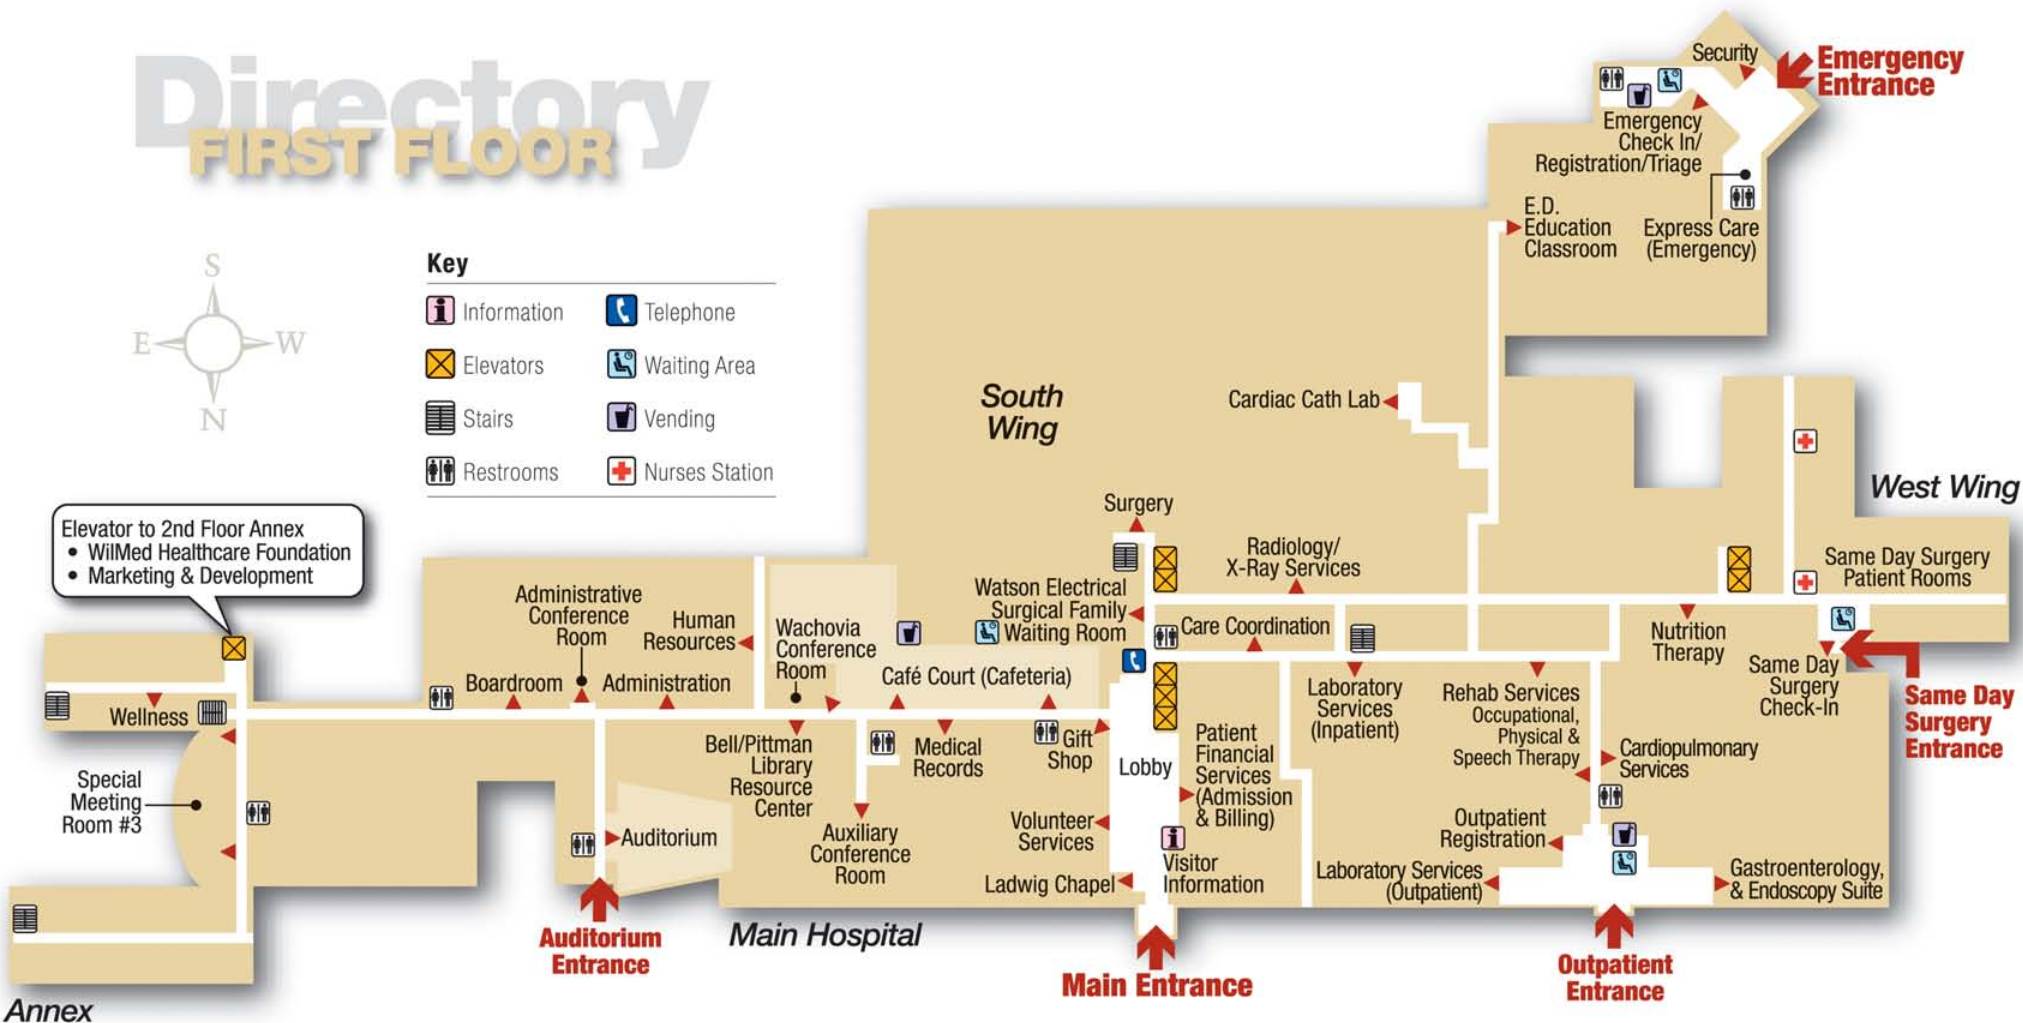 Directory
FIRST FLOOR
S
E
W
N
Key
Information
Telephone
Elevators
Waiting Area
Stairs
Vending
Restrooms
Nurses Station
Elevator to 2nd Floor Annex
• WilMed Healthcare Foundation
• Marketing & Development
Security
Emergency
Entrance
Emergency
Check In/
Registration/Triage
E.D.
Education
Classroom
Express Care
(Emergency)
South
Wing
Cardiac Cath Lab
West Wing
Surgery
Radiology/
X-Ray Services
Same Day Surgery
Patient Rooms
Watson Electrical
Surgical Family
Waiting Room
Care Coordination
Nutrition
Therapy
Same Day
Surgery
Check-In
Same Day
Surgery
Entrance
Administrative
Conference
Room
Human
Resources
Wachovia
Conference
Room
Café Court (Cafeteria)
Boardroom
Administration
Wellness
Laboratory
Services
(Inpatient)
Rehab Services
Occupational,
Physical &
Speech Therapy
Cardiopulmonary
Services
Bell/Pittman
Library
Resource
Center
Medical
Records
Gift
Shop
Lobby
Patient
Financial
Services
(Admission
& Billing)
Special
Meeting
Room #3
Auditorium
Auxiliary
Conference
Room
Volunteer
Services
Ladwig Chapel
i
Visitor
Information
Outpatient
Registration
Laboratory Services
(Outpatient)
Gastroenterology,
& Endoscopy Suite
Auditorium
Entrance
Main Hospital
Main Entrance
Outpatient
Entrance
Annex